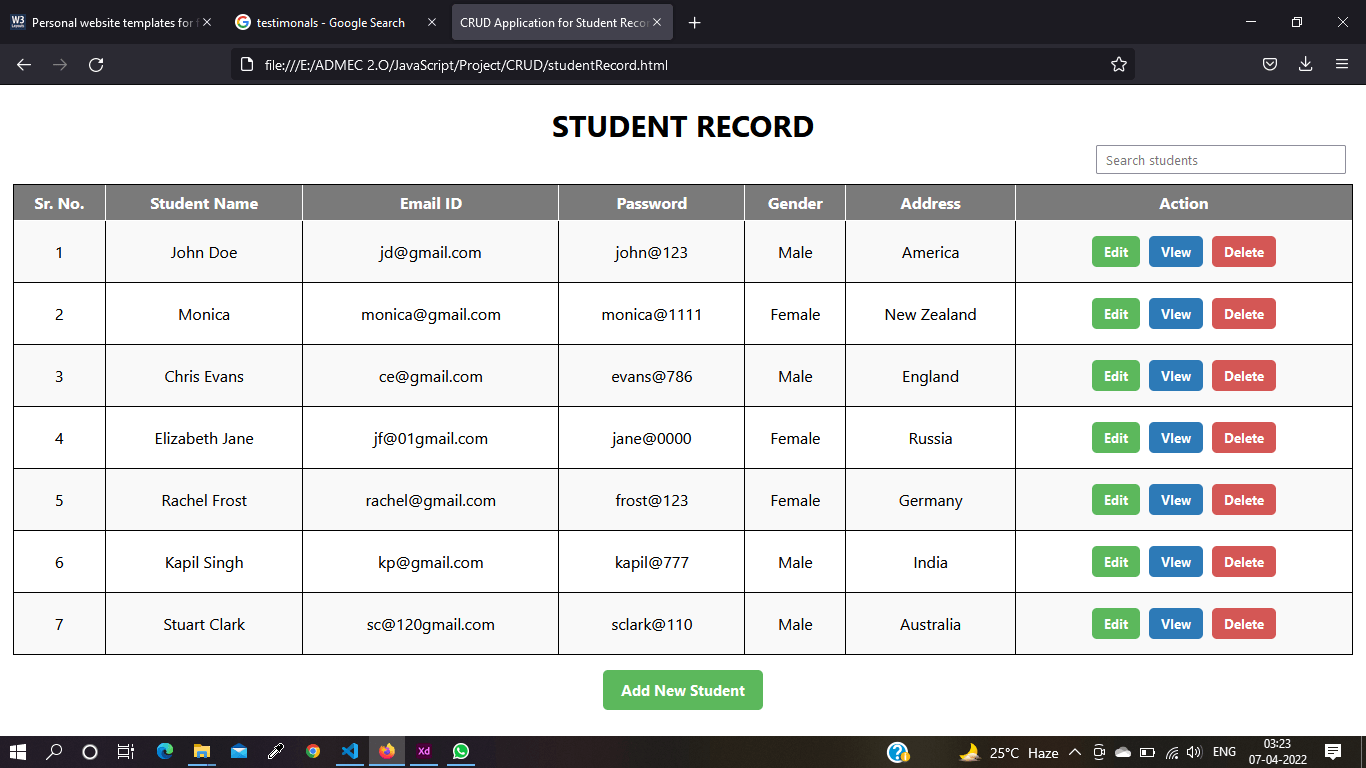 Personal website templates for f
testimonals - Google Search
CRUD Application for Student Recor
file:///E:/ADMEC 2.O/JavaScript/Project/CRUD/studentRecord.html
STUDENT RECORD
Search students
Sr. No. Student Name Email ID Password Gender Address Action
1 John Doe jd@gmail.com john@123 Male America Edit VIew Delete
2 Monica monica@gmail.com monica@1111 Female New Zealand Edit VIew Delete
3 Chris Evans ce@gmail.com evans@786 Male England Edit VIew Delete
4 Elizabeth Jane jf@01gmail.com jane@0000 Female Russia Edit VIew Delete
5 Rachel Frost rachel@gmail.com frost@123 Female Germany Edit VIew Delete
6 Kapil Singh kp@gmail.com kapil@777 Male India Edit VIew Delete
7 Stuart Clark sc@120gmail.com sclark@110 Male Australia Edit VIew Delete
Add New Student
Xd
25°C Haze ENG 03:23
07-04-2022